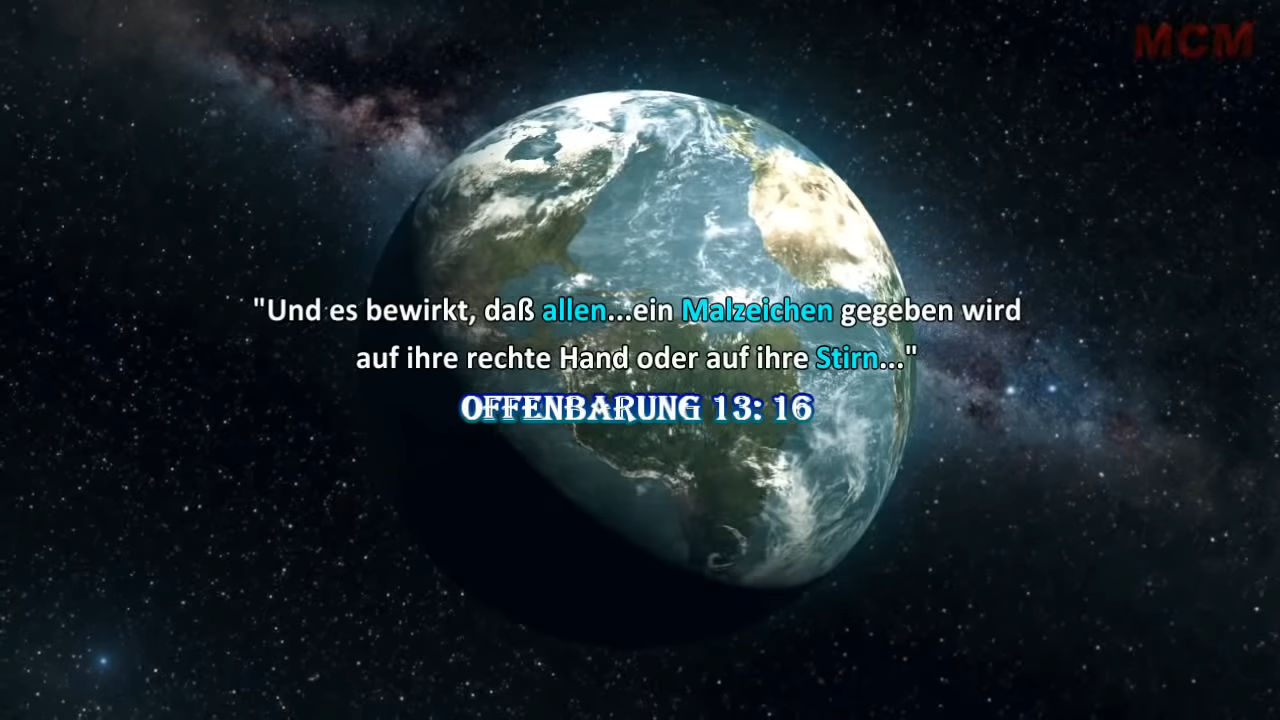 MCM
"Und es bewirkt, daß allen...ein Malzeichen gegeben wird
auf ihre rechte Hand oder auf ihre Stirn..."
OFFENBARUNG 13: 16